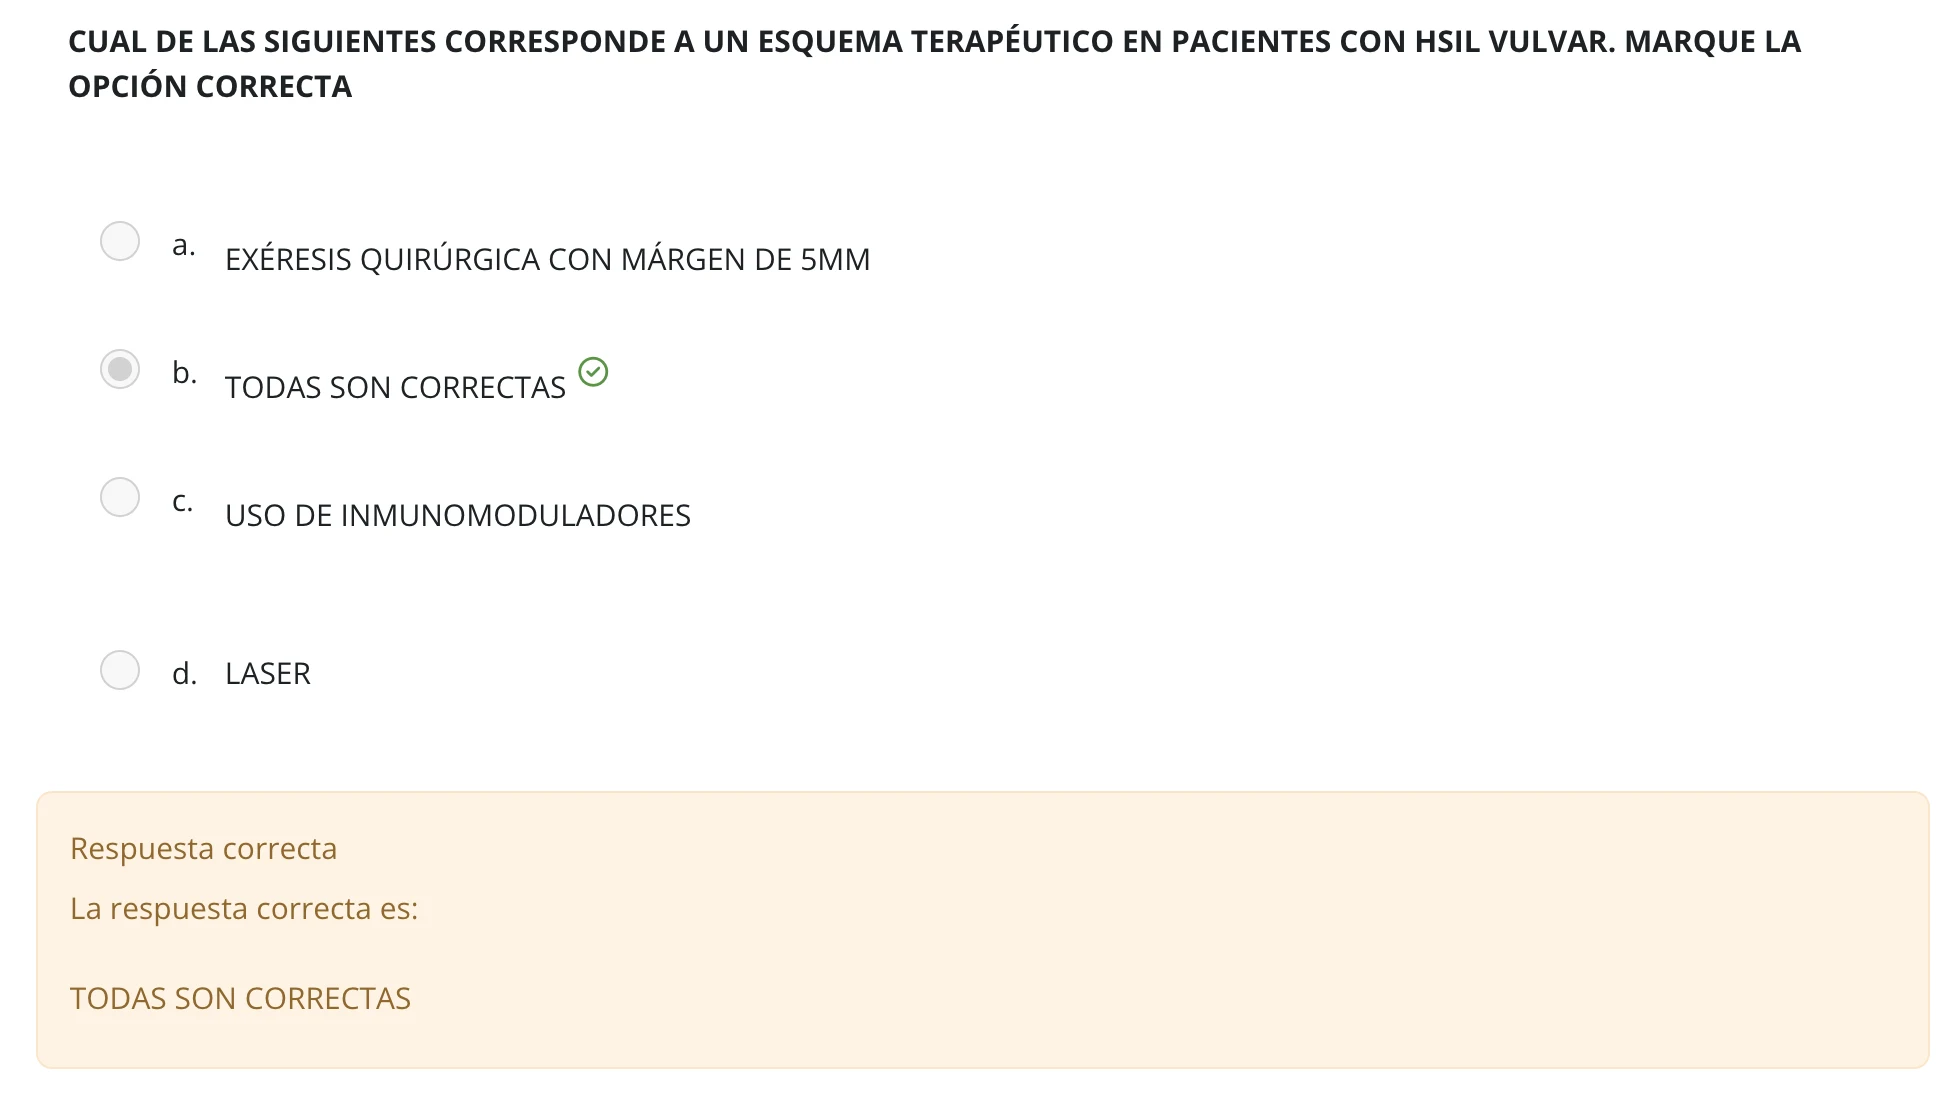 CUAL DE LAS SIGUIENTES CORRESPONDE A UN ESQUEMA TERAPÉUTICO EN PACIENTES CON HSIL VULVAR. MARQUE LA
OPCIÓN CORRECTA
a. EXÉRESIS QUIRÚRGICA CON MÁRGEN DE 5MM
b. TODAS SON CORRECTAS
c. USO DE INMUNOMODULADORES
d. LASER
Respuesta correcta
La respuesta correcta es:
TODAS SON CORRECTAS